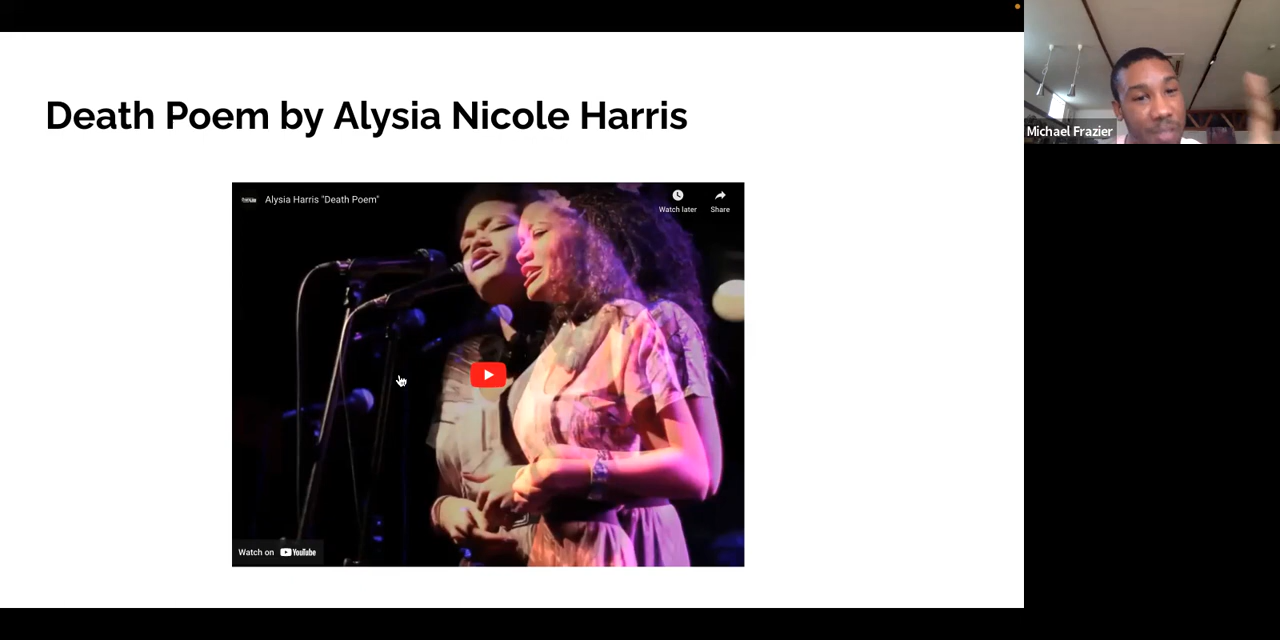 Death Poem by Alysia Nicole Harris
Alysia Harris "Death Poem"
Watch later
Share
Watch on YouTube
Michael Frazier